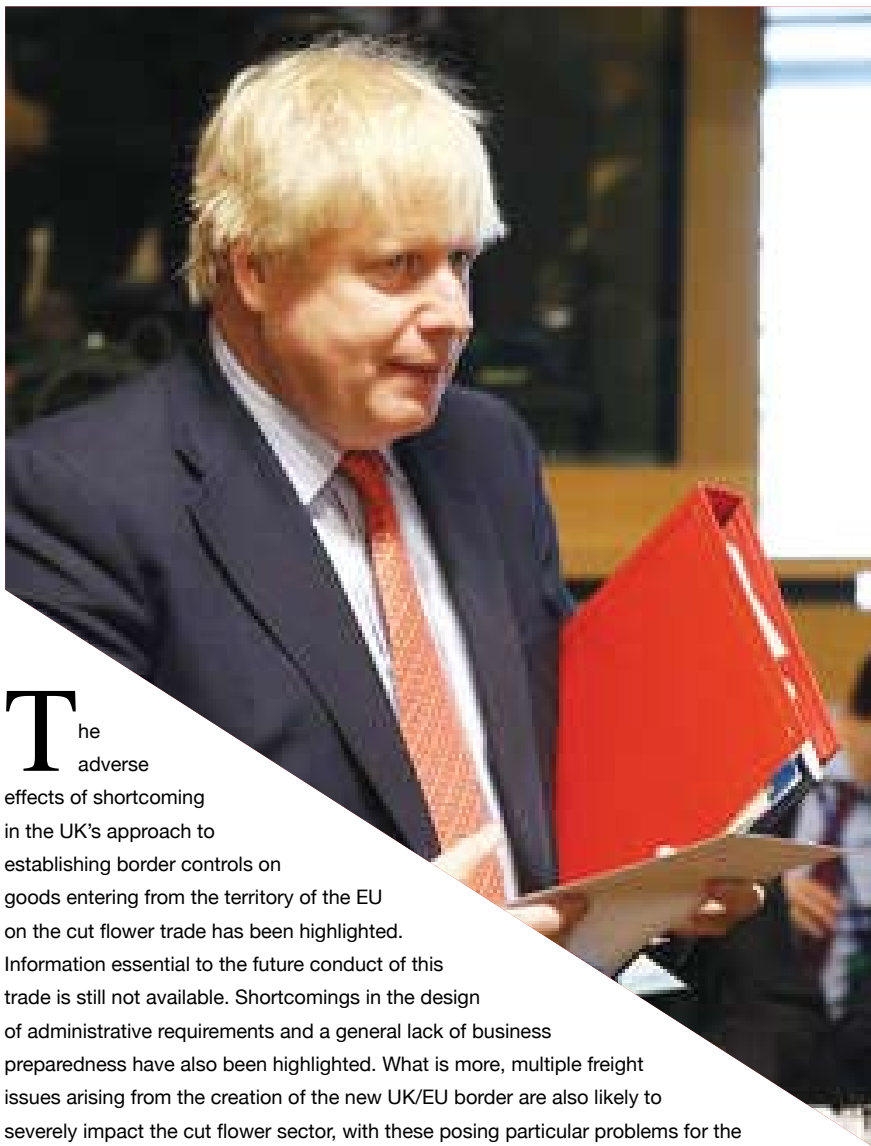 The
adverse
effects of shortcoming
in the UK's approach to
establishing border controls on
goods entering from the territory of the EU
on the cut flower trade has been highlighted.
Information essential to the future conduct of this
trade is still not available. Shortcomings in the design
of administrative requirements and a general lack of business
preparedness have also been highlighted. What is more, multiple freight
issues arising from the creation of the new UK/EU border are also likely to
severely impact the cut flower sector, with these posing particular problems for the